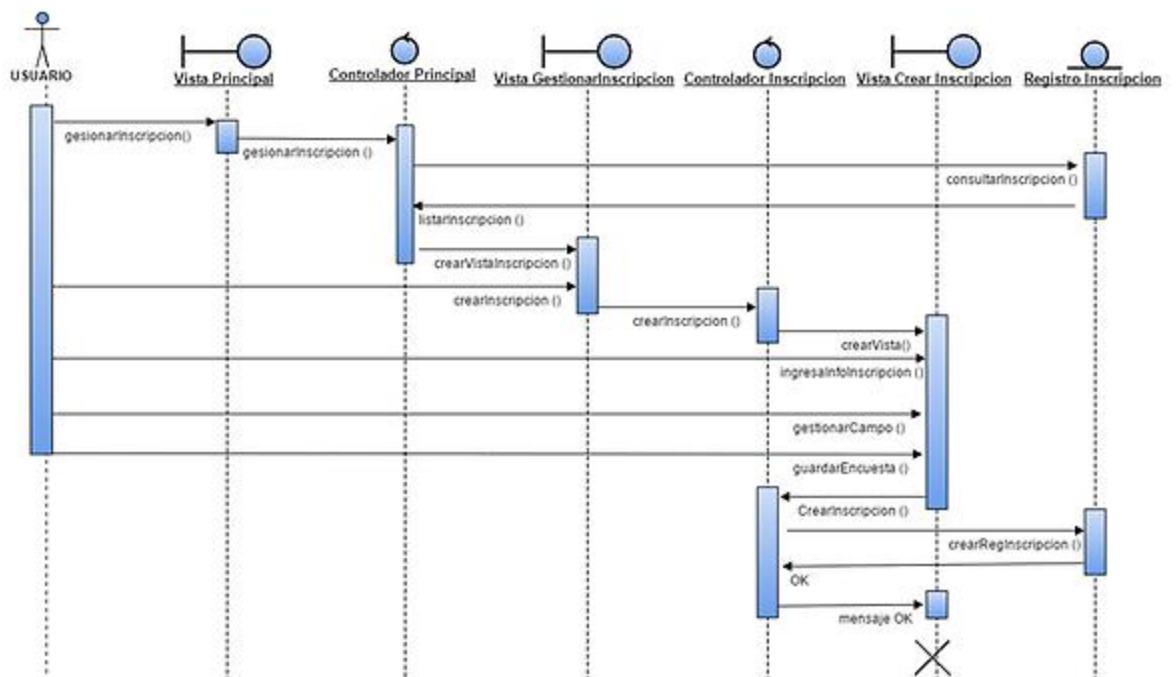 USUARIO
Vista Principal
Controlador Principal
Vista GestionarInscripcion
Controlador Inscripcion
Vista Crear Inscripcion
Registro Inscripcion
gesionarInscripcion()
gesionarInscripcion ()
consultarInscripcion ()
listarInscripcion ()
crearVistaInscripcion ()
crearInscripcion ()
crearInscripcion ()
crearVista()
ingresaInfoInscripcion ()
gestionarCampo ()
guardarEncuesta ()
CrearInscripcion ()
crearRegInscripcion ()
OK
mensaje OK